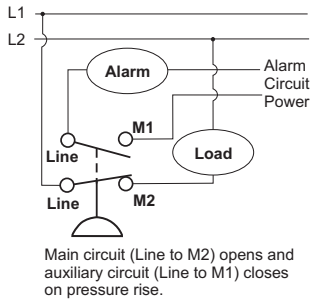 L1
L2
Alarm
Alarm
Circuit
Power
M1
Line
Load
Line
M2
Main circuit (Line to M2) opens and
auxiliary circuit (Line to M1) closes
on pressure rise.